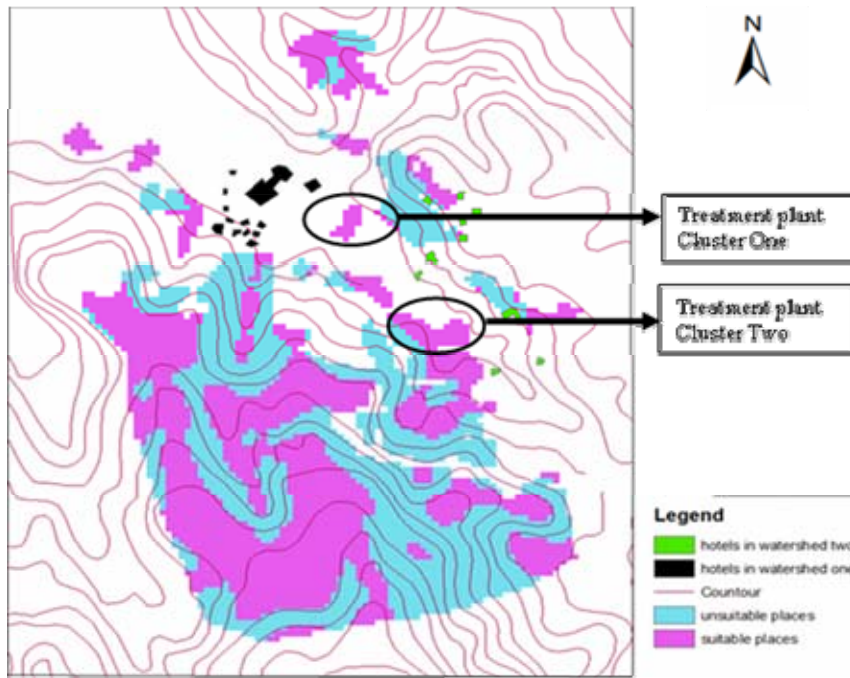 N
Treatment plant
Cluster One
Treatment plant
Cluster Two
Legend
hotels in watershed two
hotels in watershed one
Countour
unsuitable places
suitable places